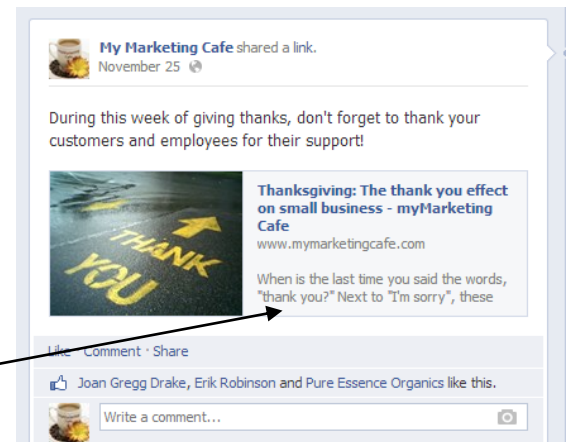 My Marketing Cafe shared a link.
November 25
During this week of giving thanks, don't forget to thank your
customers and employees for their support!
THANK
YOU
Thanksgiving: The thank you effect
on small business - myMarketing
Cafe
www.mymarketingcafe.com
When is the last time you said the words,
"thank you?" Next to "I'm sorry", these
Like · Comment · Share
Joan Gregg Drake, Erik Robinson and Pure Essence Organics like this.
Write a comment...